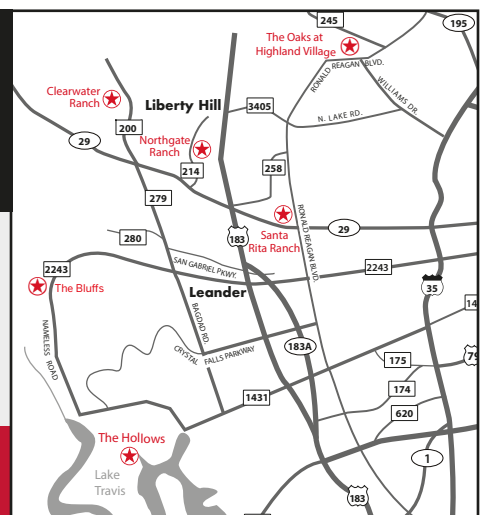 245
195
The Oaks at
Highland Village
RONALD REAGAN BLVD.
WILLIAMS DR.
Clearwater
Ranch
Liberty Hill
3405
N. LAKE RD.
200
29
Northgate
Ranch
214
258
279
RONALD REAGAN BLVD.
Santa
Rita Ranch
29
183
280
2243
SAN GABRIEL PKWY.
2243
The Bluffs
Leander
35
BAGDAD RD.
14
NAMELESS ROAD
CRYSTAL FALLS PARKWAY
183A
175
79
174
1431
620
The Hollows
1
Lake
Travis
183